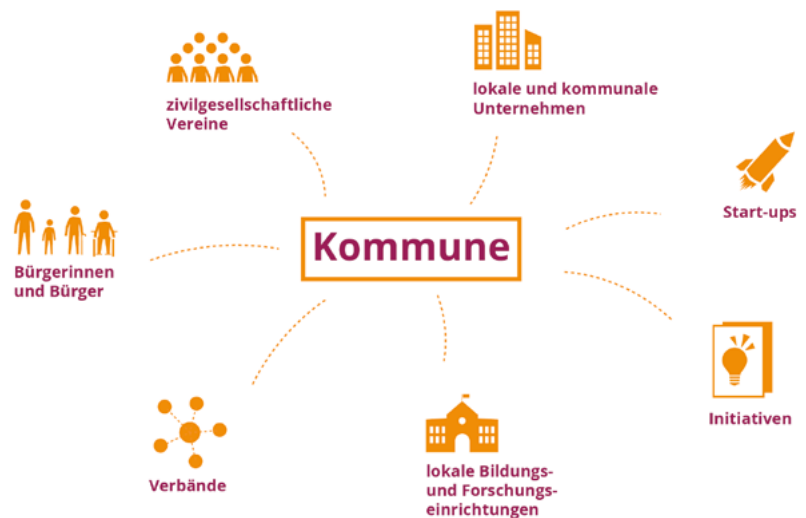 zivilgesellschaftliche
Vereine
lokale und kommunale
Unternehmen
Start-ups
Kommune
Bürgerinnen
und Bürger
Initiativen
Verbände
lokale Bildungs-
und Forschungs-
einrichtungen